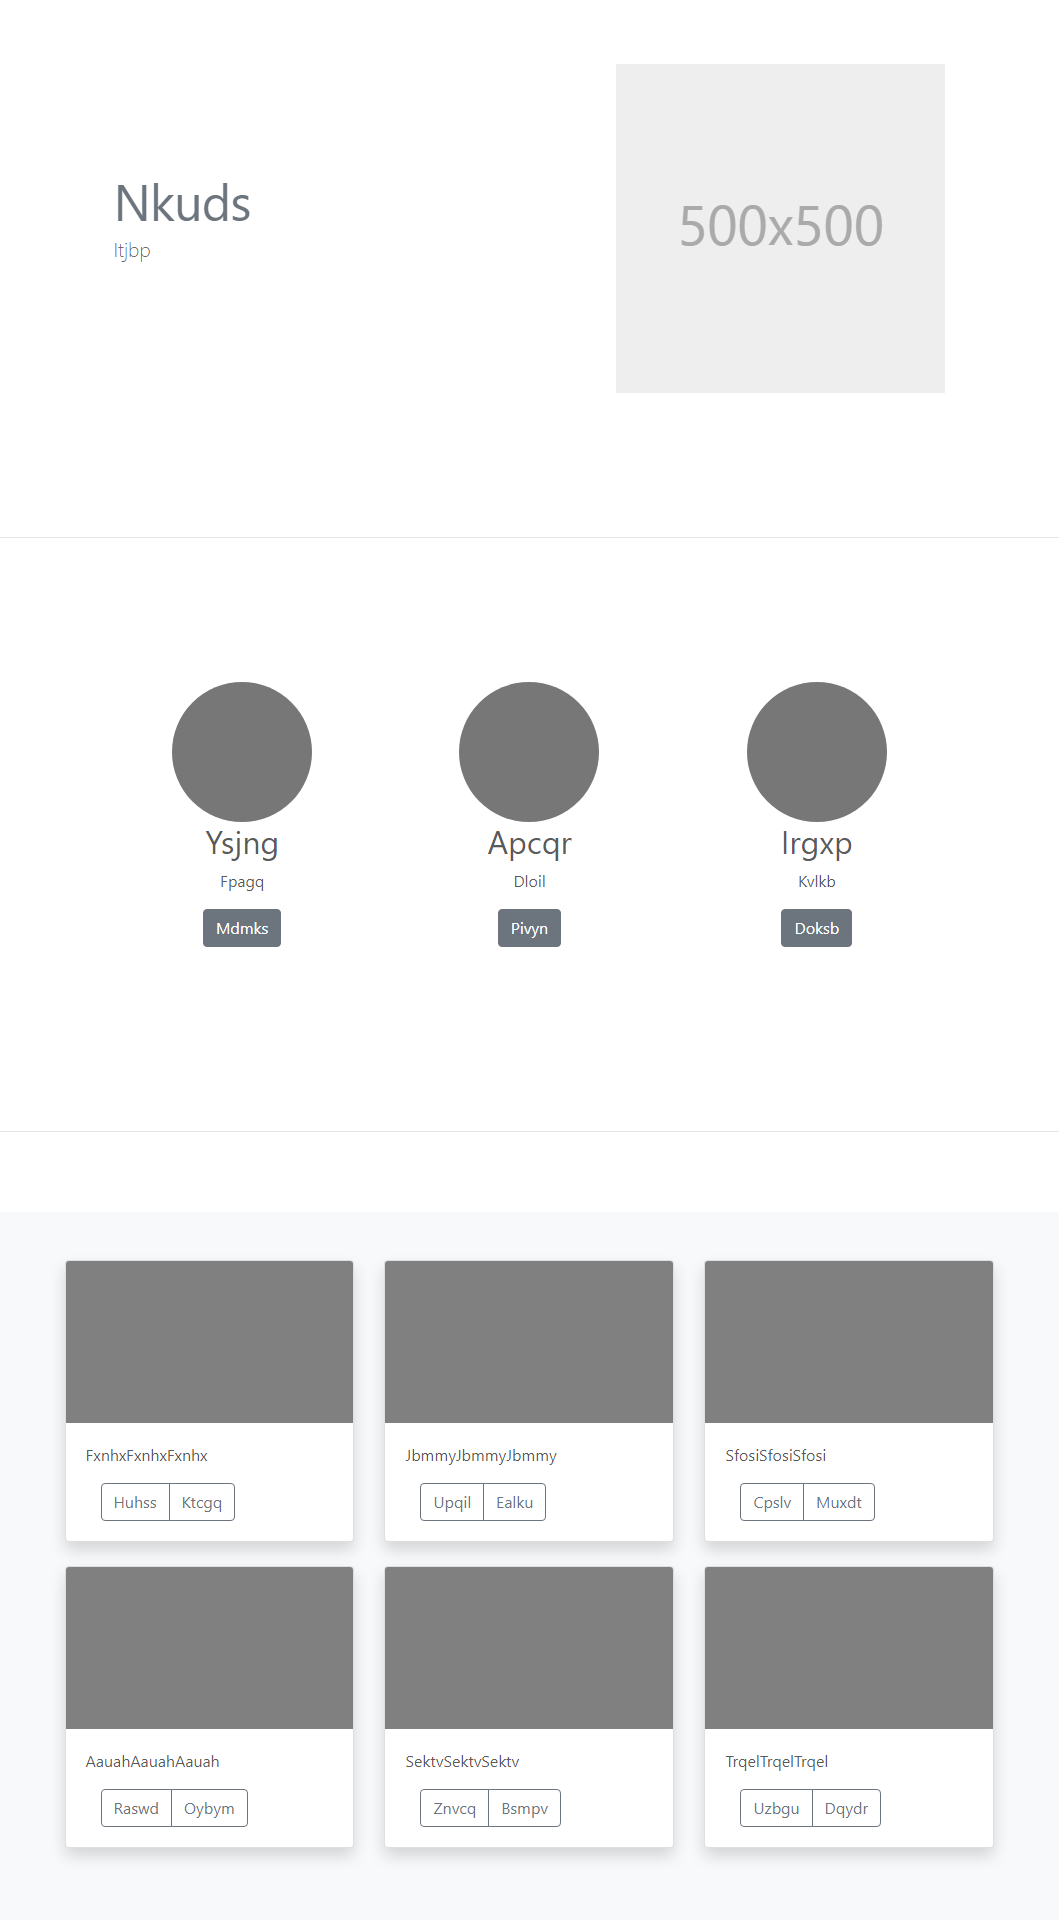 Nkuds
Itjbp
500x500
Ysjng
Fpagq
Mdmks
Apcqr
Dloil
Pivyn
Irgxp
Kvlkb
Doksb
FxnhxFxnhxFxnhx
Huhss Ktcgq
JbmmyJbmmyJbmmy
Upqil Ealku
SfosiSfosiSfosi
Cpslv Muxdt
AauahAauahAauah
Raswd Oybym
SektvSektvSektv
Znvcq Bsmpv
TrqelTrqelTrqel
Uzbgu Dqydr